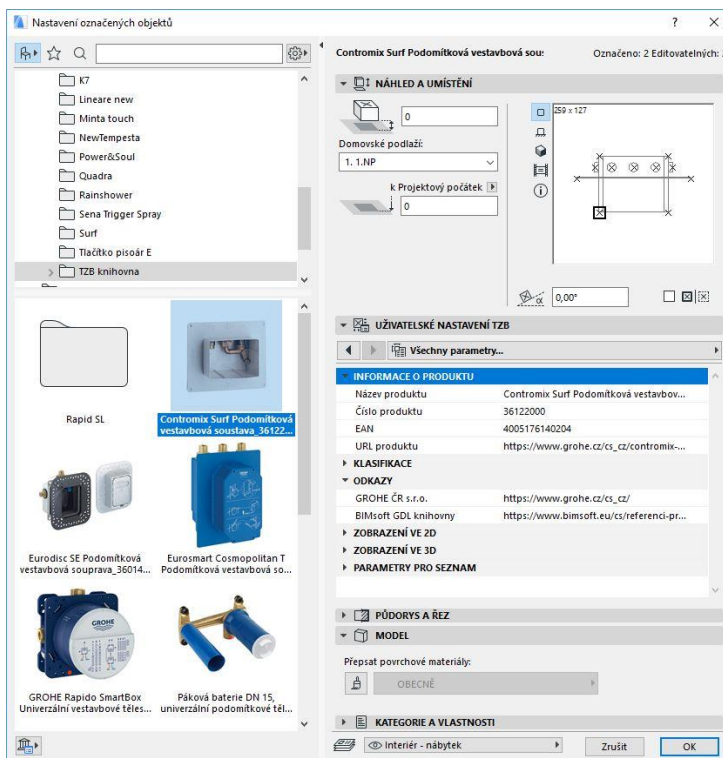 Nastavení označených objektů
? X
Contromix Surf Podomítková vestavbová sou:
Označeno: 2 Editovatelných:
K7
Lineare new
Minta touch
NewTempesta
Power&Soul
Quadra
Rainshower
Sena Trigger Spray
Surf
Tlačítko pisoár E
TZB knihovna
Rapid SL
Contromix Surf Podomítková
vestavbová soustava_36122...
Eurodisc SE Podomítková
vestavbová souprava_36014...
Eurosmart Cosmopolitan T
Podomítková vestavbová so...
GROHE
GROHE Rapido SmartBox
Univerzální vestavbové těles...
Páková baterie DN 15,
univerzální podomítkové těl...
NÁHLED A UMÍSTĚNÍ
0
Domovské podlaží:
1. 1.NP
k Projektový počátek
0
259 x 127
α
0,00°
UŽIVATELSKÉ NASTAVENÍ TZB
Všechny parametry...
INFORMACE O PRODUKTU
Název produktu Contromix Surf Podomítková vestavbov...
Číslo produktu 36122000
EAN 4005176140204
URL produktu https://www.grohe.cz/cs_cz/contromix-...
KLASIFIKACE
ODKAZY
GROHE ČR s.r.o. https://www.grohe.cz/cs_cz/
BIMsoft GDL knihovny https://www.bimsoft.eu/cs/referenci-pr...
ZOBRAZENÍ VE 2D
ZOBRAZENÍ VE 3D
PARAMETRY PRO SEZNAM
PŮDORYS A ŘEZ
MODEL
Přepsat povrchové materiály:
OBECNĚ
KATEGORIE A VLASTNOSTI
Interiér - nábytek
Zrušit
OK